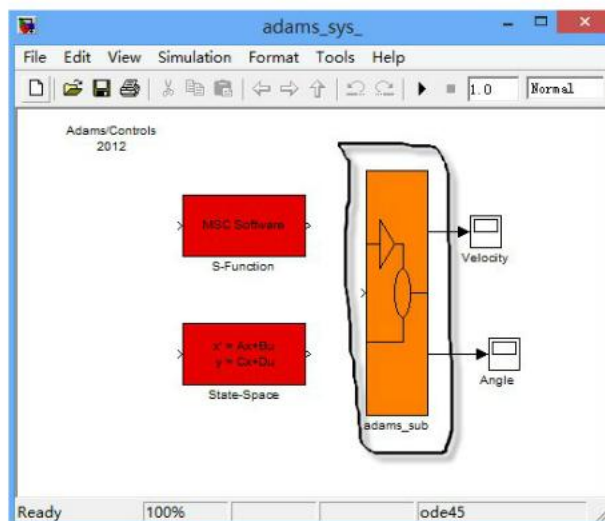 adams_sys_
File Edit View Simulation Format Tools Help
1.0 Normal
Adams/Controls
2012
MSC Software
S-Function
Velocity
x' = Ax+Bu
y = Cx+Du
State-Space
Angle
adams_sub
Ready 100% ode45